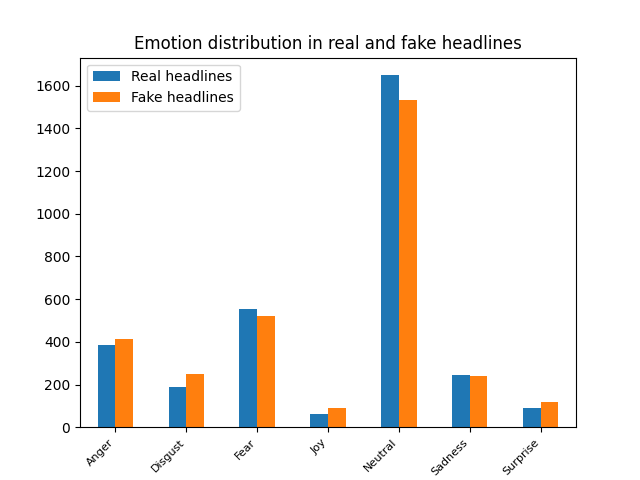 Emotion distribution in real and fake headlines
Real headlines
Fake headlines
1600
1400
1200
1000
800
600
400
200
0
Anger
Disgust
Fear
Joy
Neutral
Sadness
Surprise